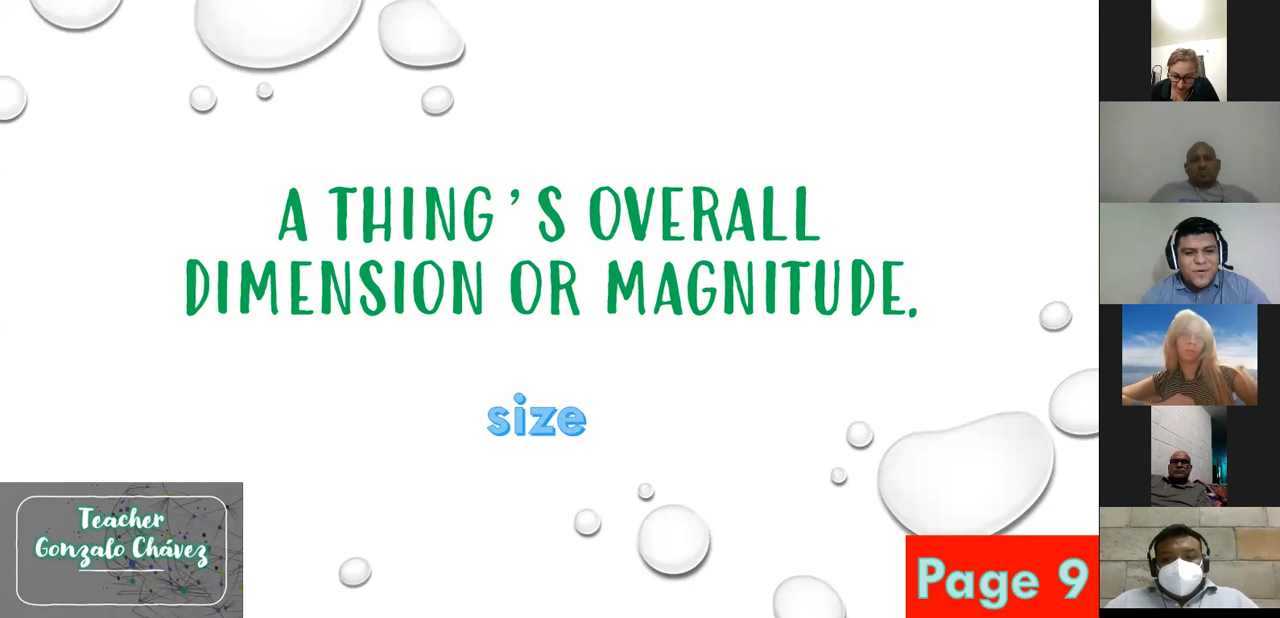 A THING'S OVERALL
DIMENSION OR MAGNITUDE.
size
Teacher
Gonzalo Chávez
Page 9